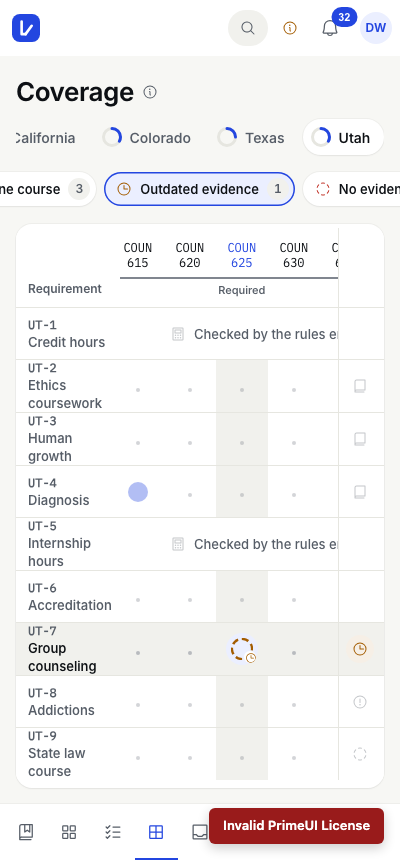 32
DW
Coverage
California
Colorado
Texas
Utah
ne course 3
Outdated evidence 1
No eviden
COUN 615
COUN 620
COUN 625
COUN 630
C
6
Requirement
Required
UT-1
Credit hours
Checked by the rules e
UT-2
Ethics
coursework
UT-3
Human
growth
UT-4
Diagnosis
UT-5
Internship
hours
Checked by the rules e
UT-6
Accreditation
UT-7
Group
counseling
UT-8
Addictions
UT-9
State law
course
Invalid PrimeUI License